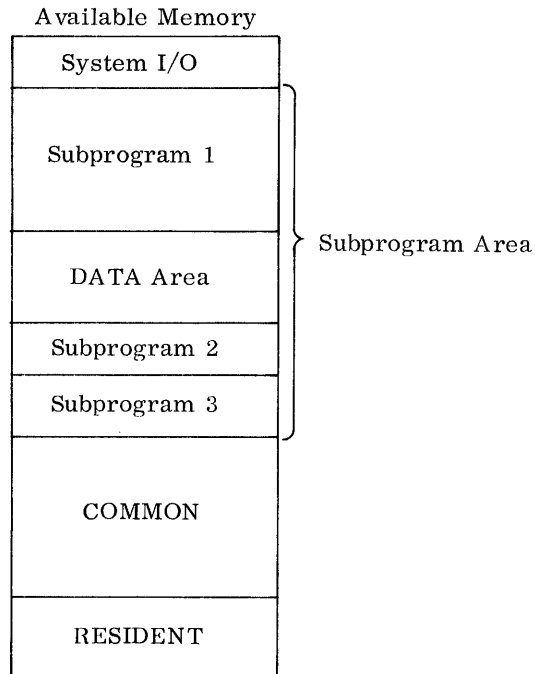 Available Memory
System I/O
Subprogram 1
Subprogram Area
DATA Area
Subprogram 2
Subprogram 3
COMMON
RESIDENT